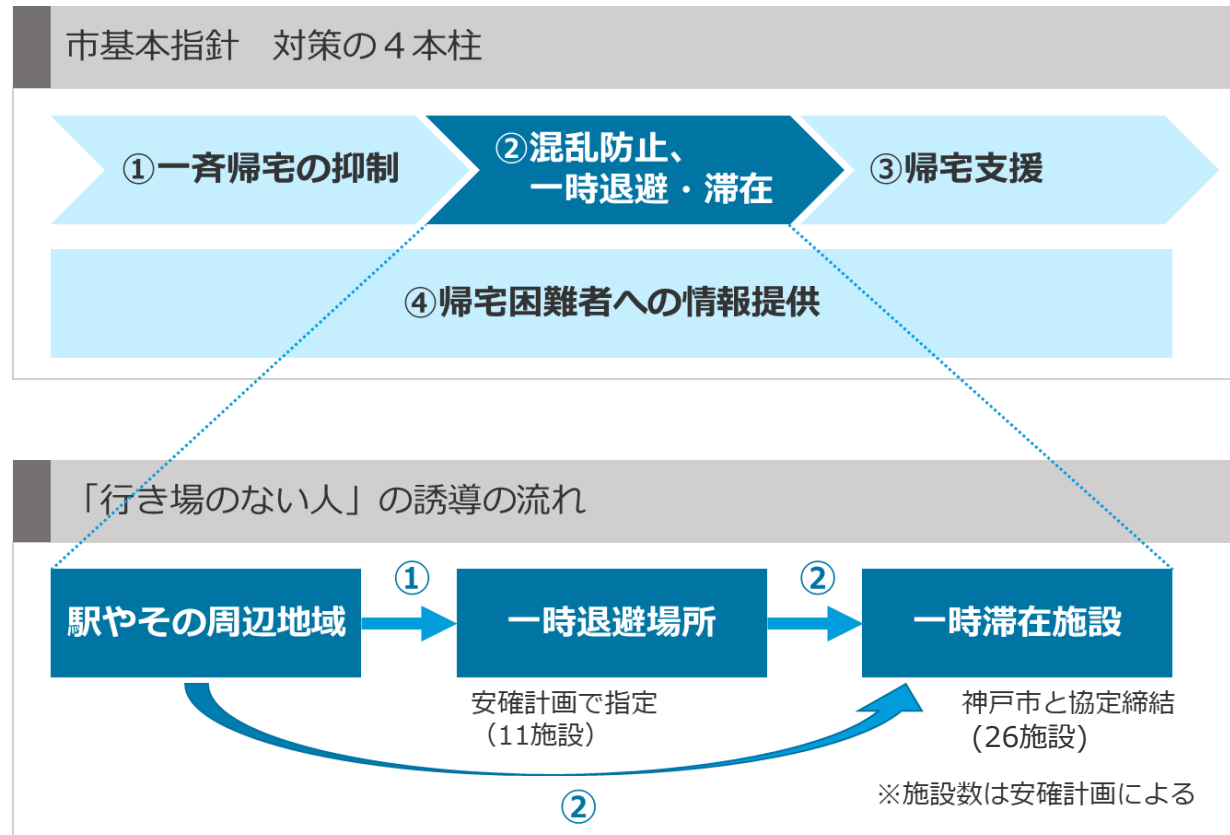 市基本指針　対策の４本柱
①一斉帰宅の抑制
②混乱防止、
一時退避・滞在
③帰宅支援
④帰宅困難者への情報提供
「行き場のない人」の誘導の流れ
駅やその周辺地域
①
一時退避場所
②
一時滞在施設
安確計画で指定
（11施設）
神戸市と協定締結
(26施設)
②
※施設数は安確計画による